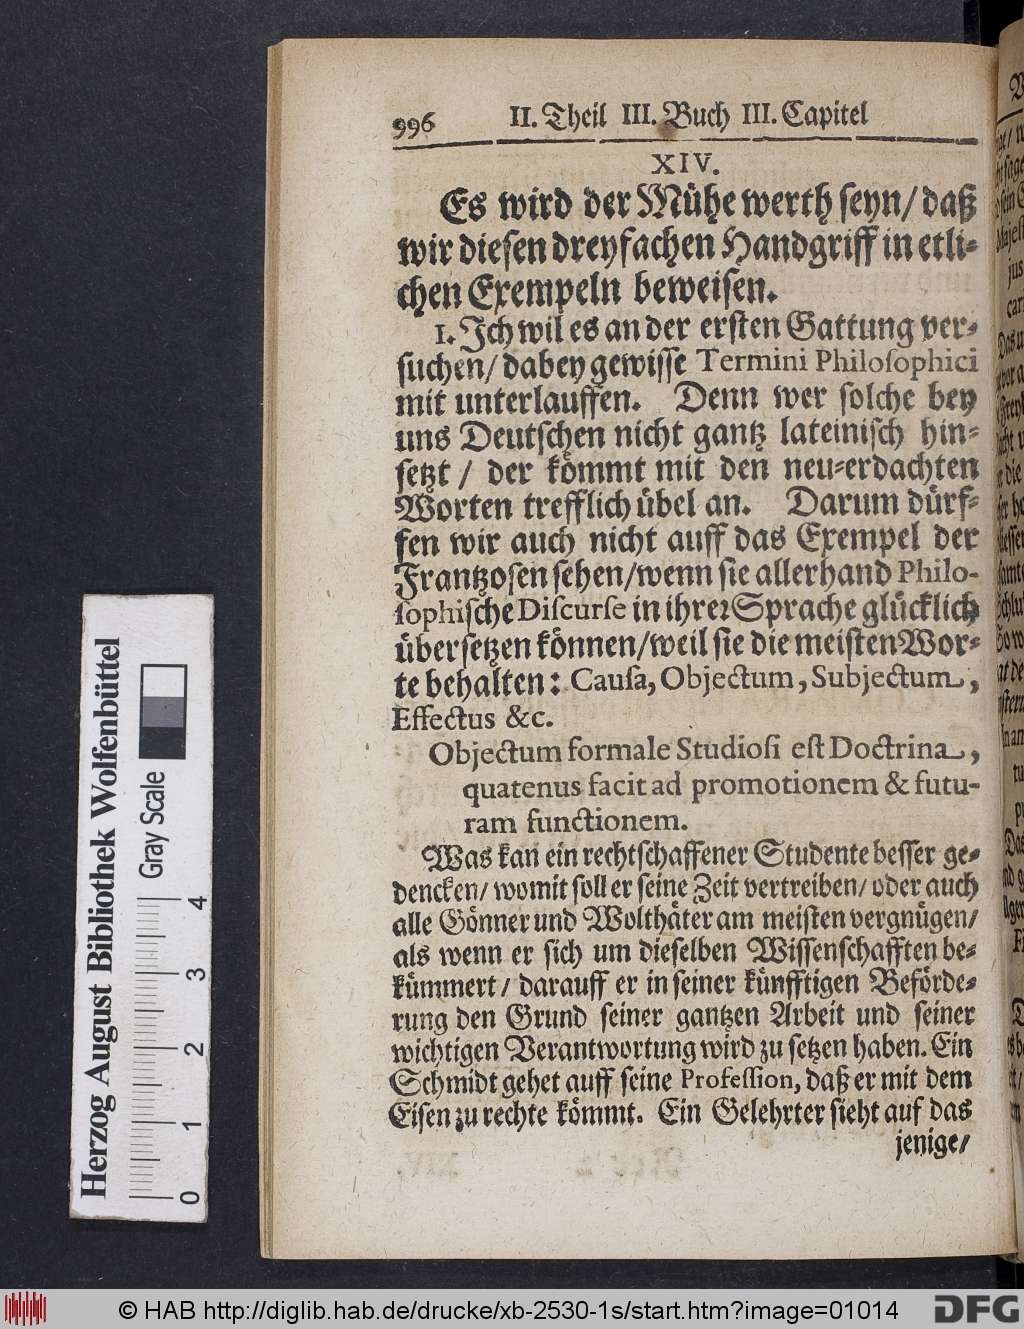 996 II. Theil III. Buch III. Capitel
XIV.
Es wird der Mühe werth ſeyn/ daß
wir dieſen dreyfachen Handgriff in etli⸗
chen Exempeln beweiſen.
1. Ich wil es an der erſten Gattung ver⸗
ſuchen/ dabey gewiſſe Termini Philoſophici
mit unterlauffen. Denn wer ſolche bey
uns Deutſchen nicht gantz lateiniſch hin⸗
ſetzt / der kömmt mit den neu⸗erdachten
Worten trefflich übel an. Darum dürf⸗
fen wir auch nicht auff das Exempel der
Frantzoſen ſehen/wenn ſie allerhand Philo-
ſophiſche Diſcurſe in ihrer Sprache glücklich
überſetzen können/weil ſie die meiſten Wor⸗
te behalten: Cauſa, Objectum, Subjectum,
Effectus &c.
Objectum formale Studioſi eſt Doctrina,
quatenus facit ad promotionem & futu-
ram functionem.
Was kan ein rechtſchaffener Studente beſſer ge⸗
dencken/ womit ſoll er ſeine Zeit vertreiben/ oder auch
alle Gönner und Wolthäter am meiſten vergnügen/
als wenn er ſich um dieſelben Wiſſenſchafften be⸗
kümmert/ darauff er in ſeiner künfftigen Beförde⸗
rung den Grund ſeiner gantzen Arbeit und ſeiner
wichtigen Verantwortung wird zu ſetzen haben. Ein
Schmidt gehet auff ſeine Profeſſion, daß er mit dem
Eiſen zu rechte kömmt. Ein Gelehrter ſieht auf das
jenige/
Herzog August Bibliothek Wolfenbüttel
Gray Scale
0 1 2 3 4
© HAB http://diglib.hab.de/drucke/xb-2530-1s/start.htm?image=01014
DFG